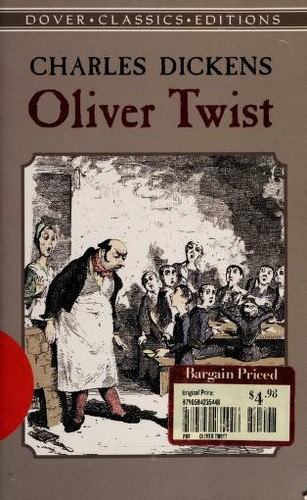 DOVER · CLASSICS · EDITIONS
CHARLES DICKENS
Oliver Twist
Bargain Priced
Original Price:
$4.98
OLIVER TWIST